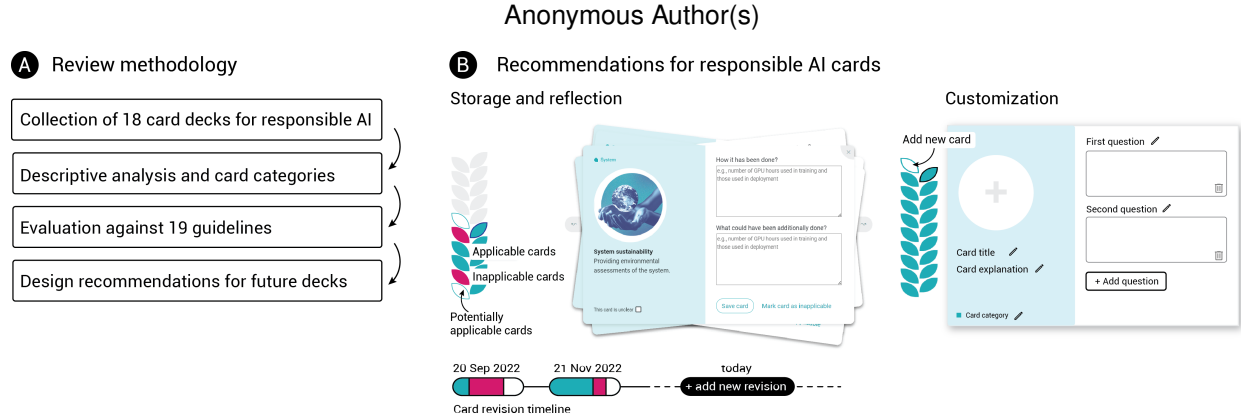 Anonymous Author(s)
A Review methodology
Collection of 18 card decks for responsible AI
Descriptive analysis and card categories
Evaluation against 19 guidelines
Design recommendations for future decks
B Recommendations for responsible AI cards
Storage and reflection
Applicable cards
Inapplicable cards
Potentially
applicable cards
System
System sustainability
Providing environmental
assessments of the system.
This card is unclear
How it has been done?
e.g., number of GPU hours used in training and
those used in deployment
What could have been additionally done?
e.g., number of GPU hours used in training and
those used in deployment
Save card
Mark card as inapplicable
20 Sep 2022
21 Nov 2022
today
+ add new revision
Card revision timeline
Customization
Add new card
+
Card title
Card explanation
Card category
First question
Second question
+ Add question